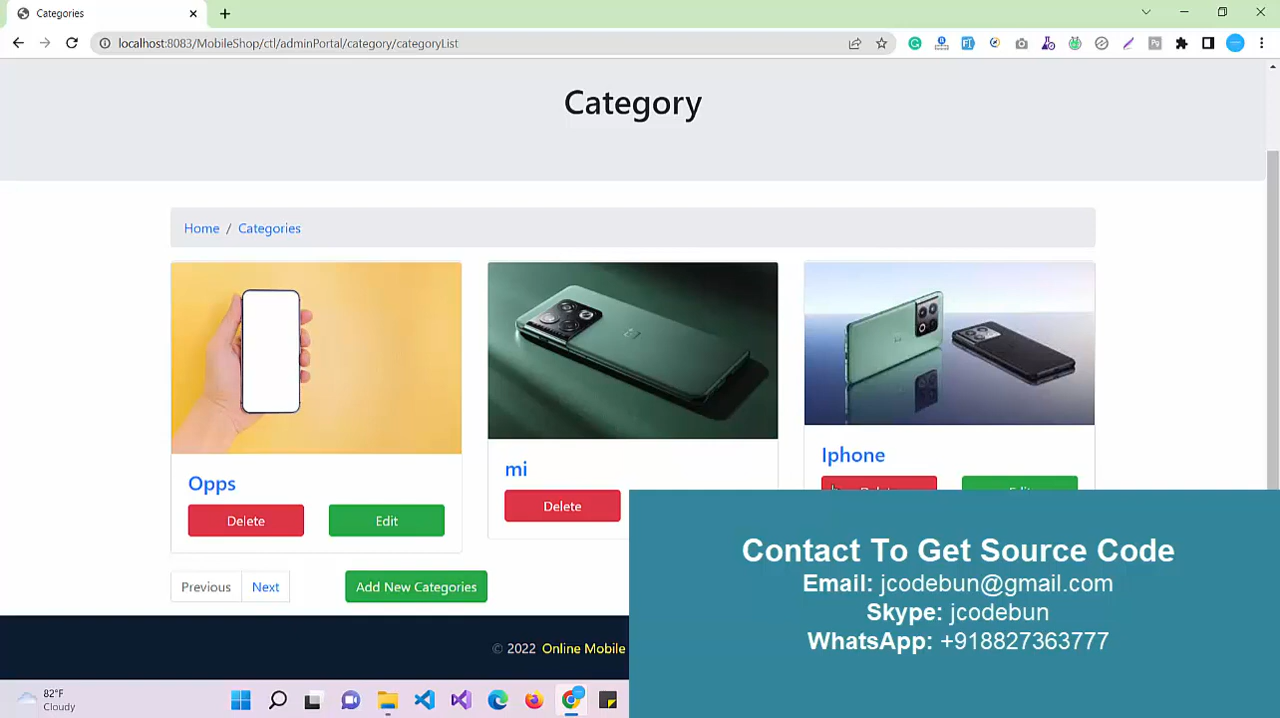 Categories
localhost:8083/MobileShop/ctl/adminPortal/category/categoryList
Category
Home / Categories
Opps
Delete
Edit
mi
Delete
Iphone
Previous
Next
Add New Categories
© 2022 Online Mobile
Contact To Get Source Code
Email: jcodebun@gmail.com
Skype: jcodebun
WhatsApp: +918827363777
82°F
Cloudy